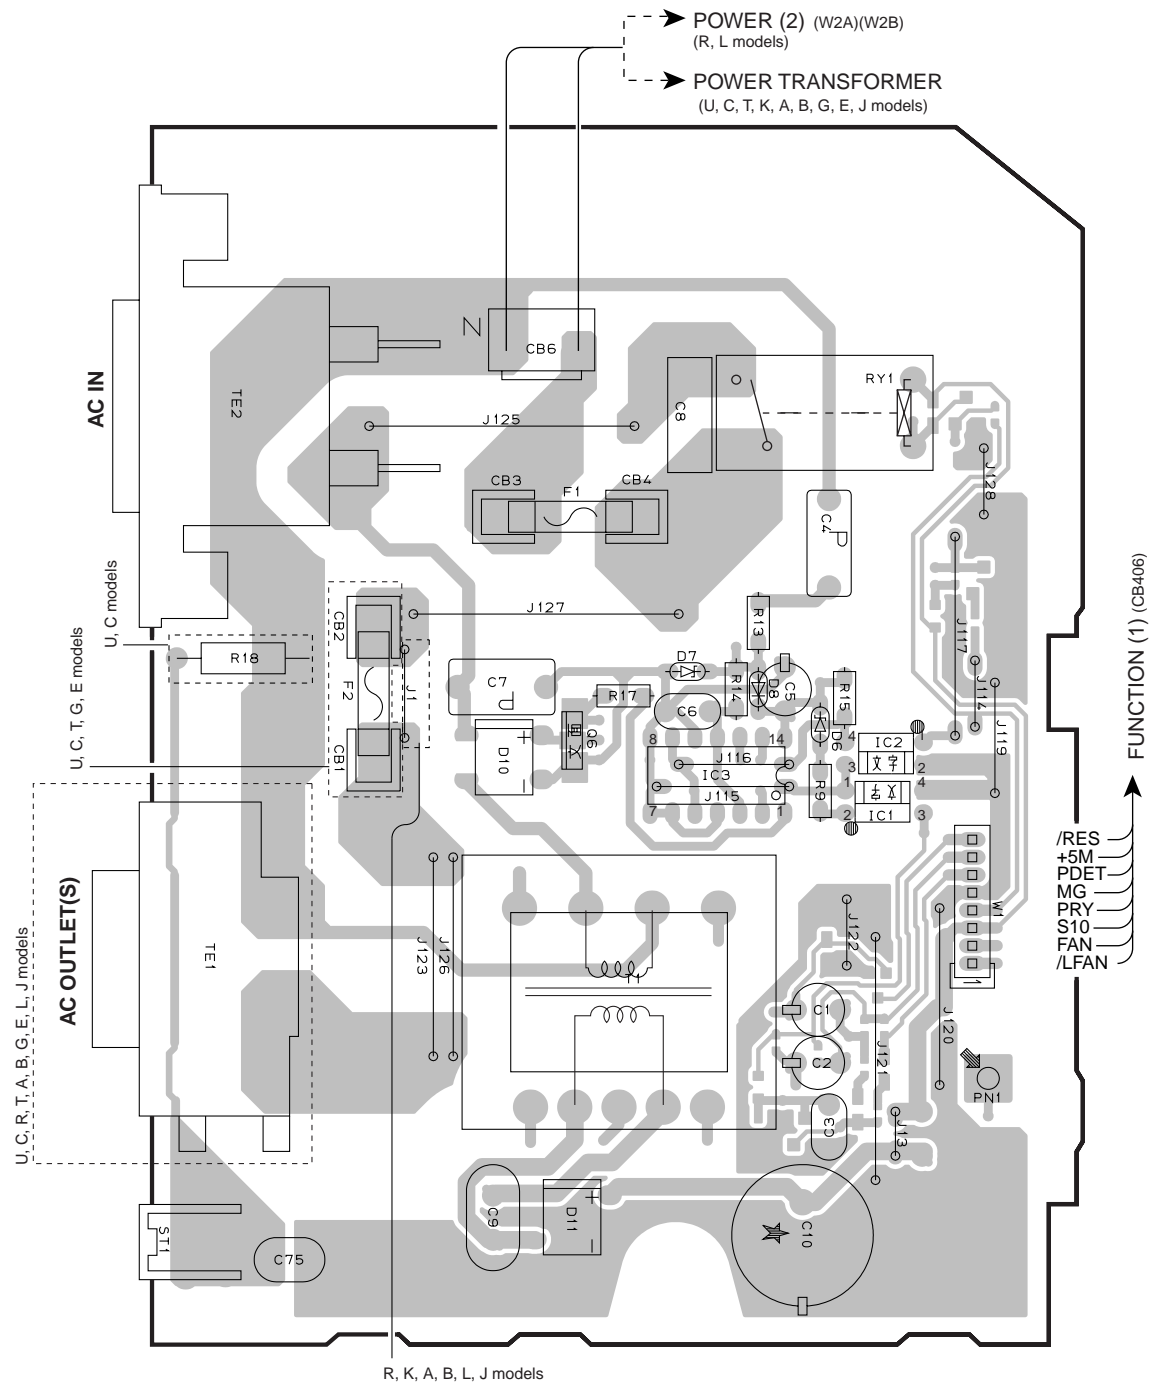 POWER (2) (W2A)(W2B)
(R, L models)
POWER TRANSFORMER
(U, C, T, K, A, B, G, E, J models)
AC IN
TE2
Z
CB6
J125
C8
RY1
CB3
F1
CB4
C4
P
J128
U, C models
U, C, T, G, E models
R18
CB2
F2
CB1
J1
J127
R13
J117
J114
J119
FUNCTION (1) (CB406)
C7
P
D7
R17
R14
D8
C5
R15
C6
Q6
D10
+
−
D6
8
14
J116
IC3
J115
7
1
R9
4
1
IC2
3
2
1
4
IC1
2
3
/RES
+5M
PDET
MG
PRY
S10
FAN
/LFAN
W1
1
U, C, R, T, A, B, G, E, L, J models
AC OUTLET(S)
TE1
J123
J126
T1
J122
C1
C2
J121
J120
PN1
C3
J13
ST1
C75
C9
D11
+
−
C10
R, K, A, B, L, J models